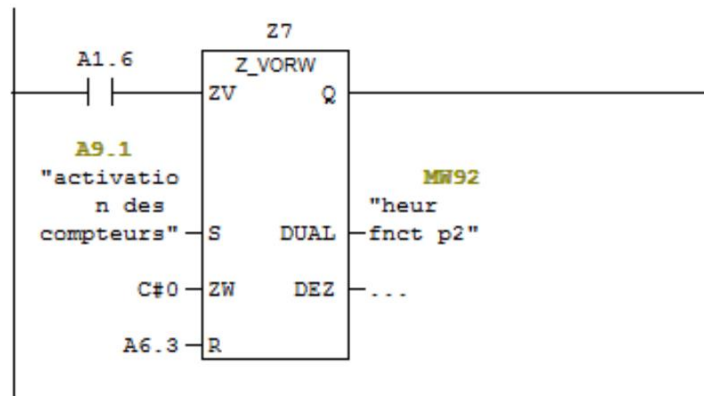 Z7
A1.6
Z_VORW
ZV Q
A9.1
"activatio
n des
compteurs"
S
MW92
"heur
fnct p2"
DUAL
C#0 ZW DEZ ...
A6.3 R